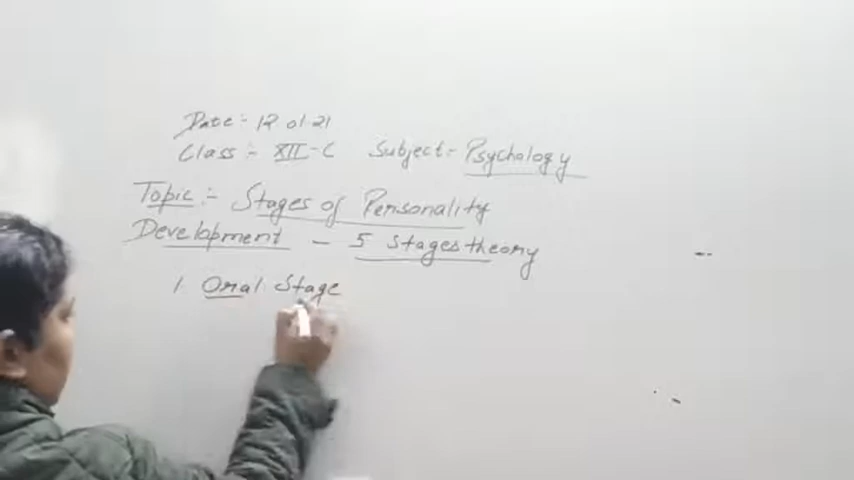 Date:- 12 01 21
Class:- XII-C Subject:- Psychology
Topic:- Stages of Personality
Development - 5 stages theory
1. Oral Stage